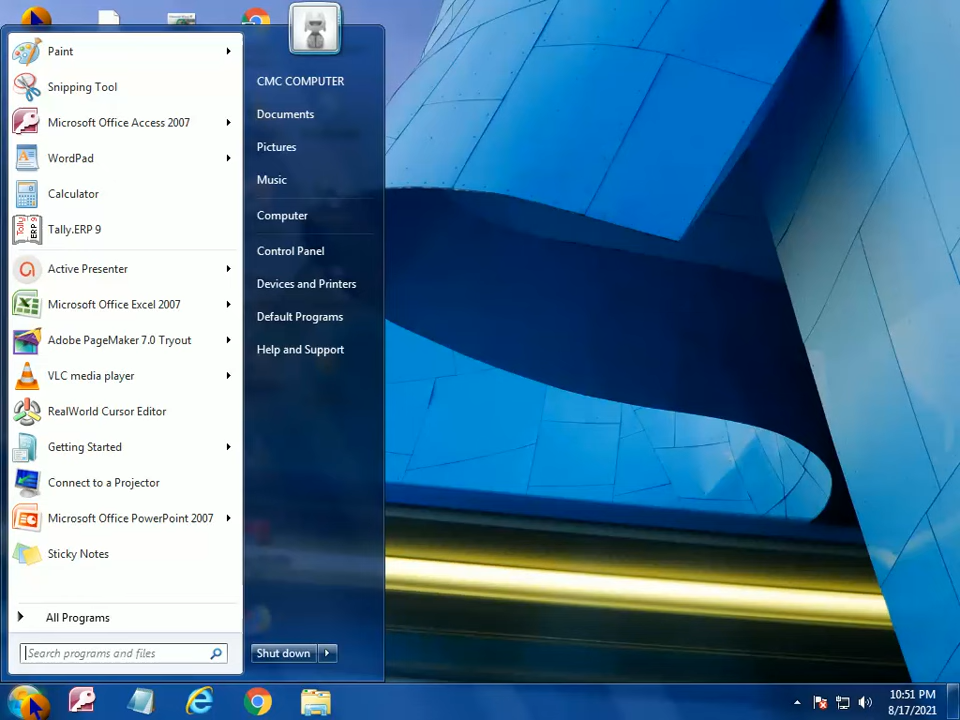 Paint
Snipping Tool
Microsoft Office Access 2007
WordPad
Calculator
Tally.ERP 9
Active Presenter
Microsoft Office Excel 2007
Adobe PageMaker 7.0 Tryout
VLC media player
RealWorld Cursor Editor
Getting Started
Connect to a Projector
Microsoft Office PowerPoint 2007
Sticky Notes
All Programs
Search programs and files
CMC COMPUTER
Documents
Pictures
Music
Computer
Control Panel
Devices and Printers
Default Programs
Help and Support
Shut down
10:51 PM
8/17/2021